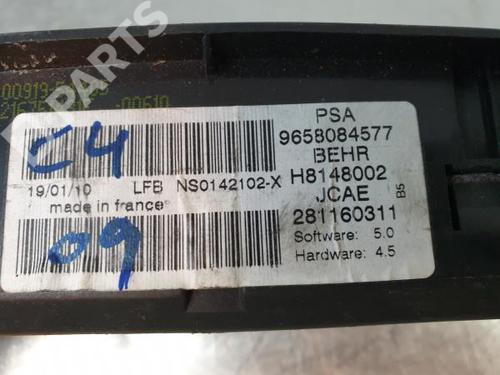 PARTS
C4
19/01/10 LFB NS0142102-X
made in france
09
PSA
9658084577
BEHR
H8148002
JCAE B5
281160311
Software: 5.0
Hardware: 4.5